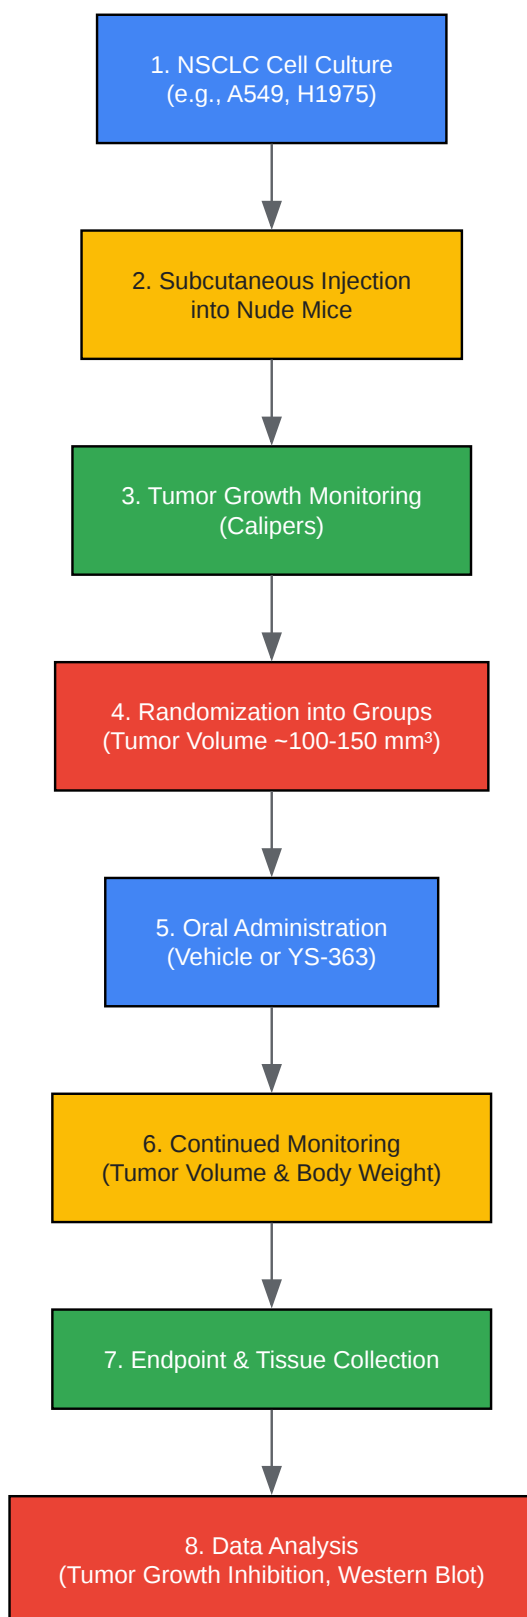 1. NSCLC Cell Culture
(e.g., A549, H1975)
2. Subcutaneous Injection
into Nude Mice
3. Tumor Growth Monitoring
(Calipers)
4. Randomization into Groups
(Tumor Volume ~100-150 mm³)
5. Oral Administration
(Vehicle or YS-363)
6. Continued Monitoring
(Tumor Volume & Body Weight)
7. Endpoint & Tissue Collection
8. Data Analysis
(Tumor Growth Inhibition, Western Blot)